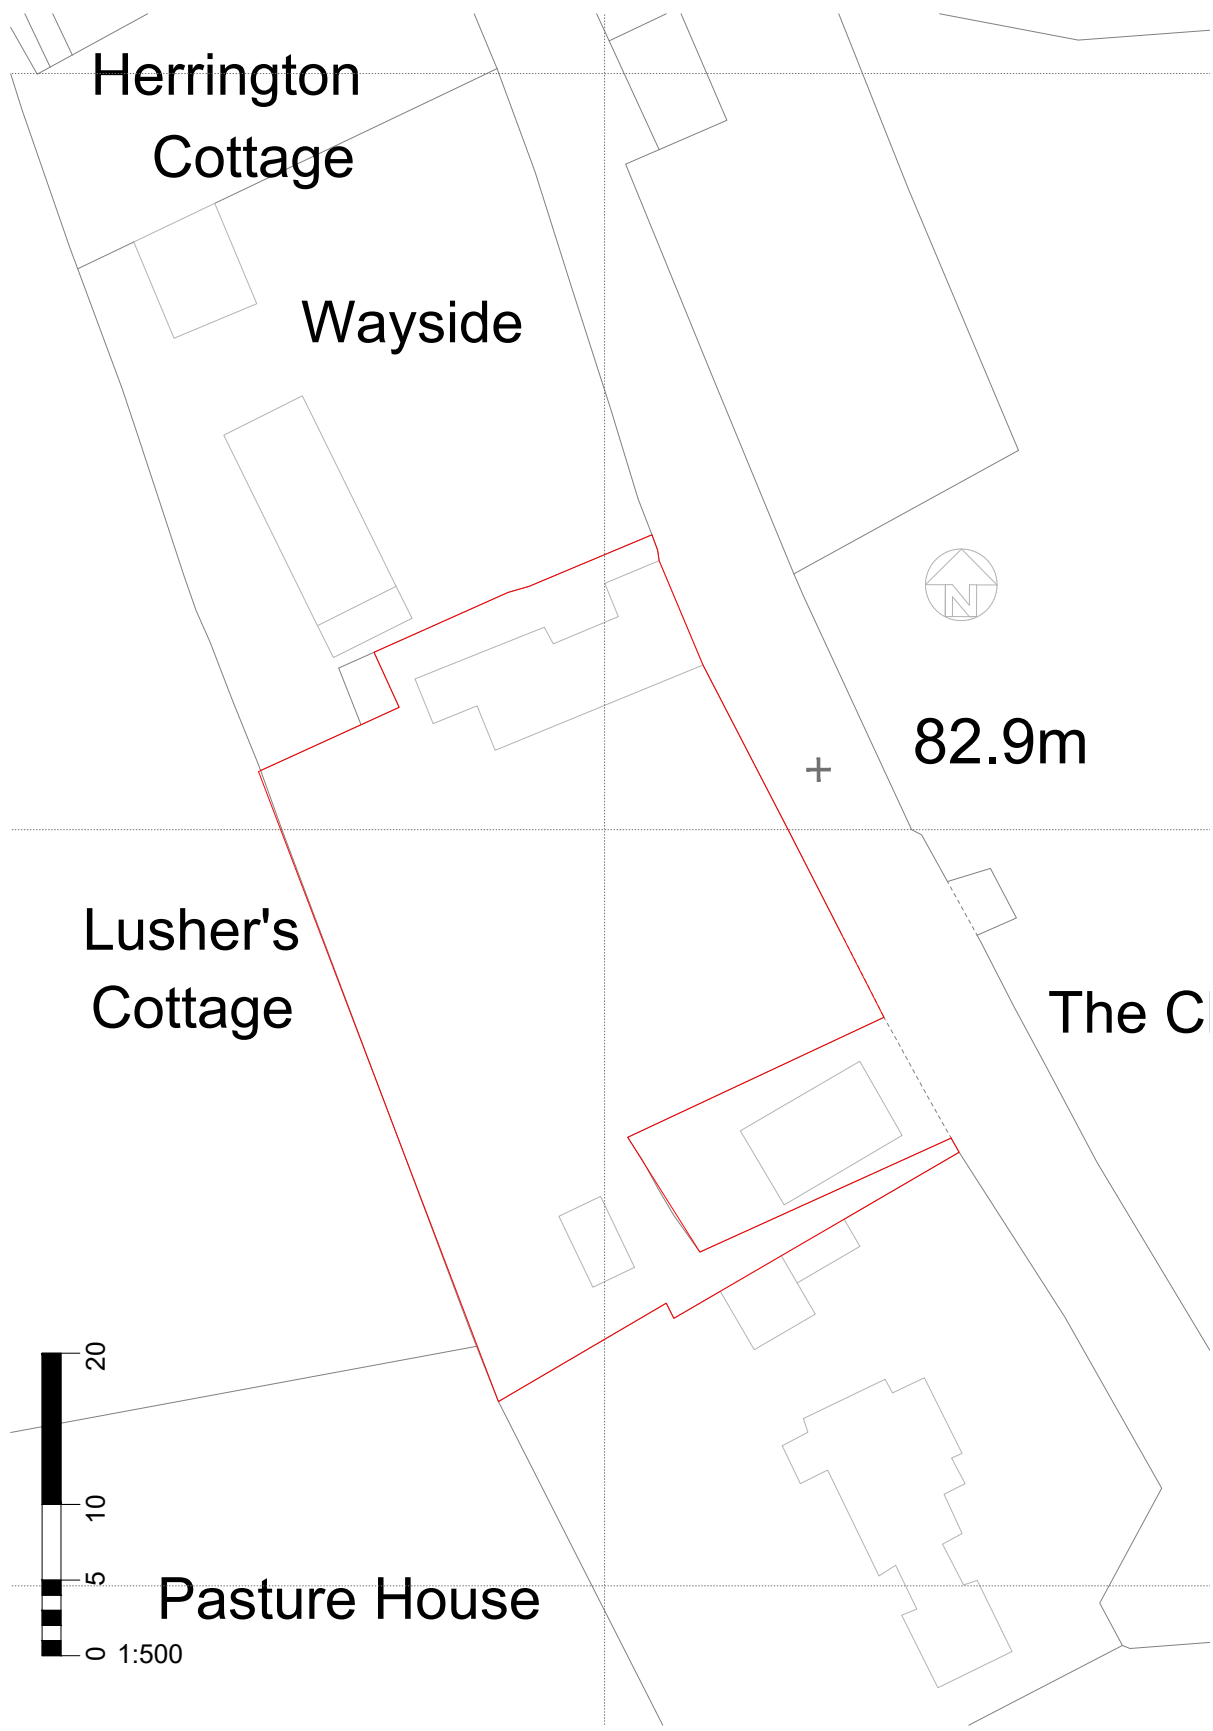 Herrington
Cottage
Wayside
N
82.9m
Lusher's
Cottage
The Cl
20
10
5
0
1:500
Pasture House